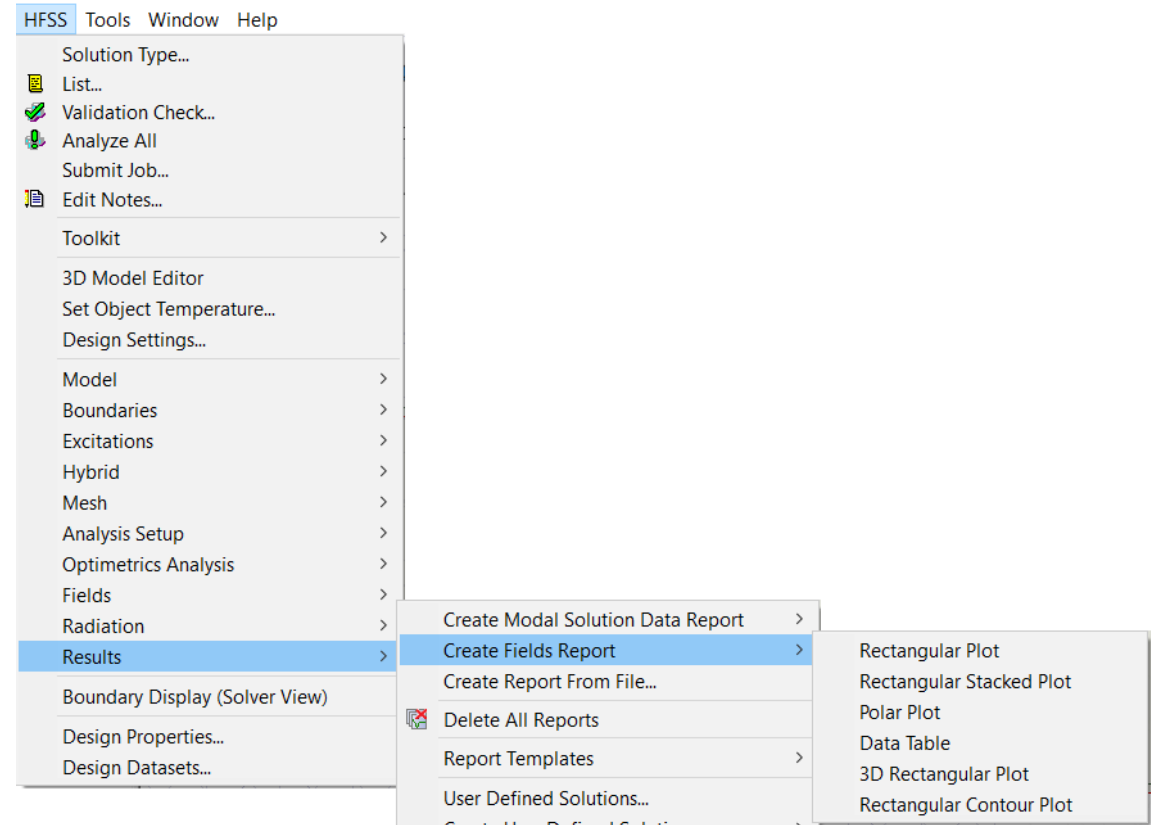 HFSS Tools Window Help
Solution Type...
List...
Validation Check...
Analyze All
Submit Job...
Edit Notes...
Toolkit
3D Model Editor
Set Object Temperature...
Design Settings...
Model
Boundaries
Excitations
Hybrid
Mesh
Analysis Setup
Optimetrics Analysis
Fields
Radiation
Results
Boundary Display (Solver View)
Design Properties...
Design Datasets...
Create Modal Solution Data Report
Create Fields Report
Create Report From File...
Delete All Reports
Report Templates
User Defined Solutions...
Rectangular Plot
Rectangular Stacked Plot
Polar Plot
Data Table
3D Rectangular Plot
Rectangular Contour Plot